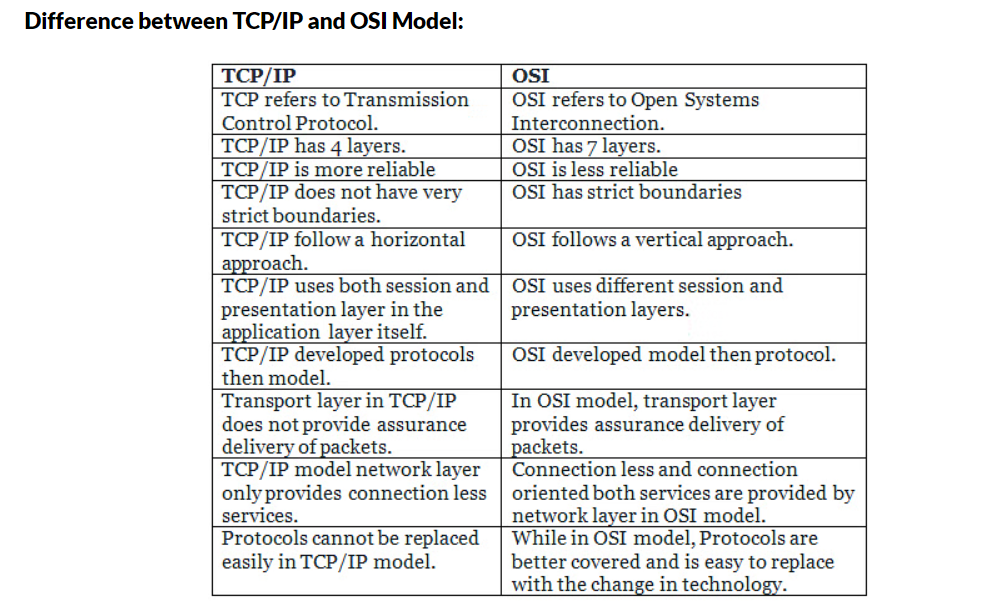 Difference between TCP/IP and OSI Model:
TCP/IP
OSI
TCP refers to Transmission
Control Protocol.
OSI refers to Open Systems
Interconnection.
TCP/IP has 4 layers.
OSI has 7 layers.
TCP/IP is more reliable
OSI is less reliable
TCP/IP does not have very
strict boundaries.
OSI has strict boundaries
TCP/IP follow a horizontal
approach.
OSI follows a vertical approach.
TCP/IP uses both session and
presentation layer in the
application layer itself.
OSI uses different session and
presentation layers.
TCP/IP developed protocols
then model.
OSI developed model then protocol.
Transport layer in TCP/IP
does not provide assurance
delivery of packets.
In OSI model, transport layer
provides assurance delivery of
packets.
TCP/IP model network layer
only provides connection less
services.
Connection less and connection
oriented both services are provided by
network layer in OSI model.
Protocols cannot be replaced
easily in TCP/IP model.
While in OSI model, Protocols are
better covered and is easy to replace
with the change in technology.